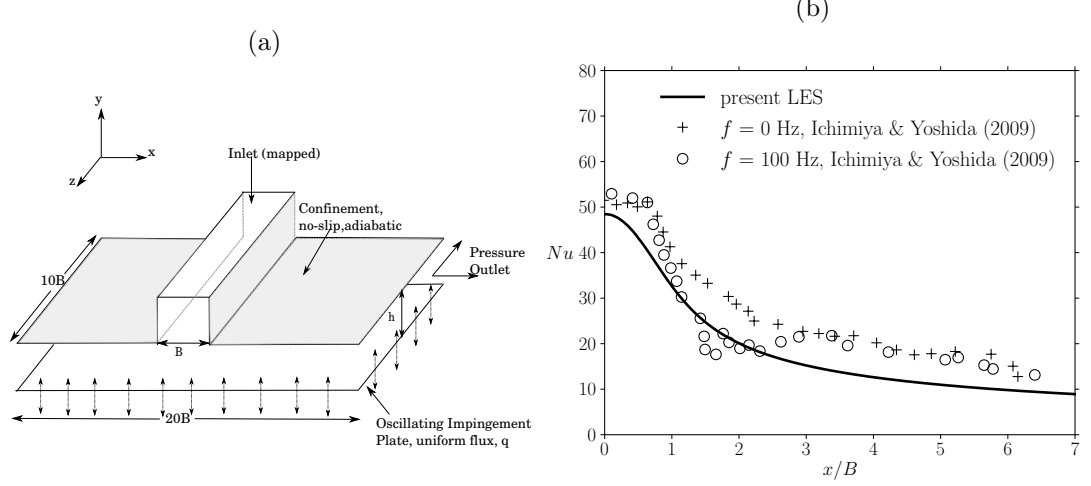 (a)
(b)
y
x
z
Inlet (mapped)
Confinement,
no-slip,adiabatic
Pressure
Outlet
10B
h
B
20B
Oscillating Impingement
Plate, uniform flux, q
80
70
60
50
40
30
20
10
0
Nu
present LES
f = 0 Hz, Ichimiya & Yoshida (2009)
f = 100 Hz, Ichimiya & Yoshida (2009)
0 1 2 3 4 5 6 7
x/B